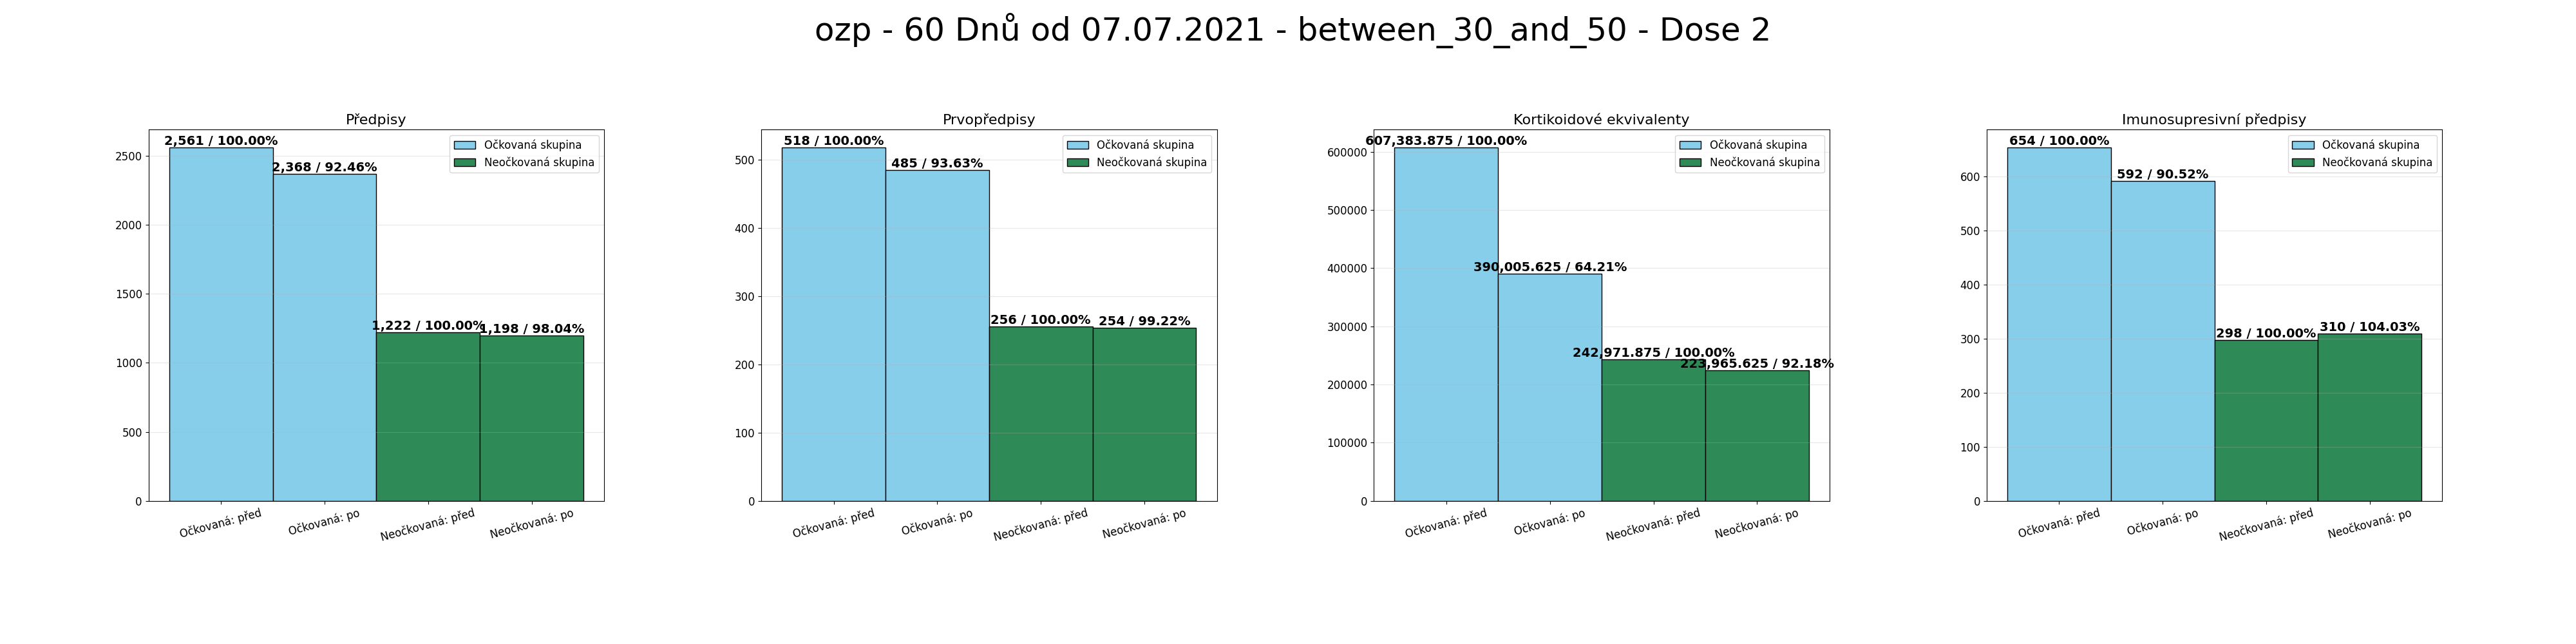 ozp - 60 Dnů od 07.07.2021 - between_30_and_50 - Dose 2
Předpisy
2,561 / 100.00%
2,368 / 92.46%
1,222 / 100.00%
1,198 / 98.04%
Očkovaná skupina
Neočkovaná skupina
2500
2000
1500
1000
500
0
Očkovaná: před
Očkovaná: po
Neočkovaná: před
Neočkovaná: po
Prvopředpisy
518 / 100.00%
485 / 93.63%
256 / 100.00%
254 / 99.22%
Očkovaná skupina
Neočkovaná skupina
500
400
300
200
100
0
Očkovaná: před
Očkovaná: po
Neočkovaná: před
Neočkovaná: po
Kortikoidové ekvivalenty
607,383.875 / 100.00%
390,005.625 / 64.21%
242,971.875 / 100.00%
223,965.625 / 92.18%
Očkovaná skupina
Neočkovaná skupina
600000
500000
400000
300000
200000
100000
0
Očkovaná: před
Očkovaná: po
Neočkovaná: před
Neočkovaná: po
Imunosupresivní předpisy
654 / 100.00%
592 / 90.52%
298 / 100.00%
310 / 104.03%
Očkovaná skupina
Neočkovaná skupina
600
500
400
300
200
100
0
Očkovaná: před
Očkovaná: po
Neočkovaná: před
Neočkovaná: po